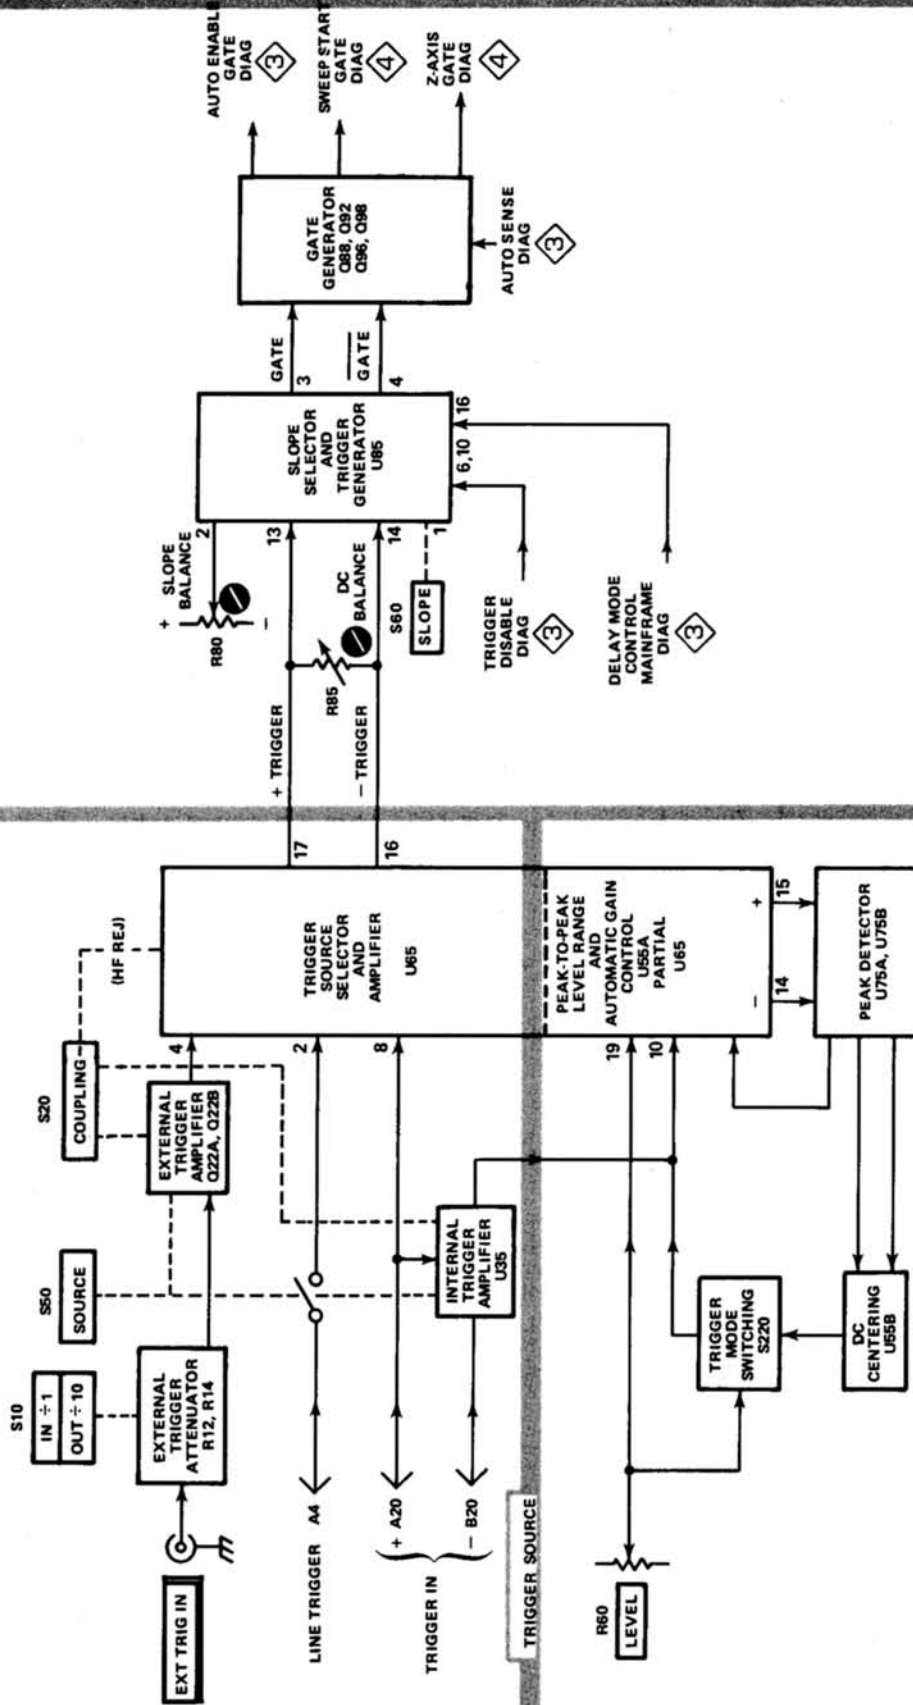 EXT TRIG IN
S10
IN ÷ 1
OUT ÷ 10
EXTERNAL
TRIGGER
ATTENUATOR
R12, R14
S50
SOURCE
S20
COUPLING
(HF REJ)
EXTERNAL
TRIGGER
AMPLIFIER
Q22A, Q22B
4
LINE TRIGGER A4
2
TRIGGER IN
+ A20
− B20
8
INTERNAL
TRIGGER
AMPLIFIER
U35
TRIGGER
SOURCE
SELECTOR
AND
AMPLIFIER
U65
17
16
+ TRIGGER
− TRIGGER
TRIGGER SOURCE
R60
LEVEL
19
10
TRIGGER
MODE
SWITCHING
S220
DC
CENTERING
U55B
PEAK-TO-PEAK
LEVEL RANGE
AND
AUTOMATIC GAIN
CONTROL
U55A
PARTIAL
U65
− +
14
15
PEAK DETECTOR
U75A, U75B
+ SLOPE
BALANCE
R80
−
2
13
R85
DC
BALANCE
14
S60
SLOPE
1
SLOPE
SELECTOR
AND
TRIGGER
GENERATOR
U85
6,10
16
TRIGGER
DISABLE
DIAG
3
DELAY MODE
CONTROL
MAINFRAME
DIAG
3
GATE
3
GATE
4
GATE
GENERATOR
Q88, Q92
Q96, Q98
AUTO SENSE
DIAG
3
AUTO ENABLE
GATE
DIAG
3
SWEEP START
GATE
DIAG
4
Z-AXIS
GATE
DIAG
4